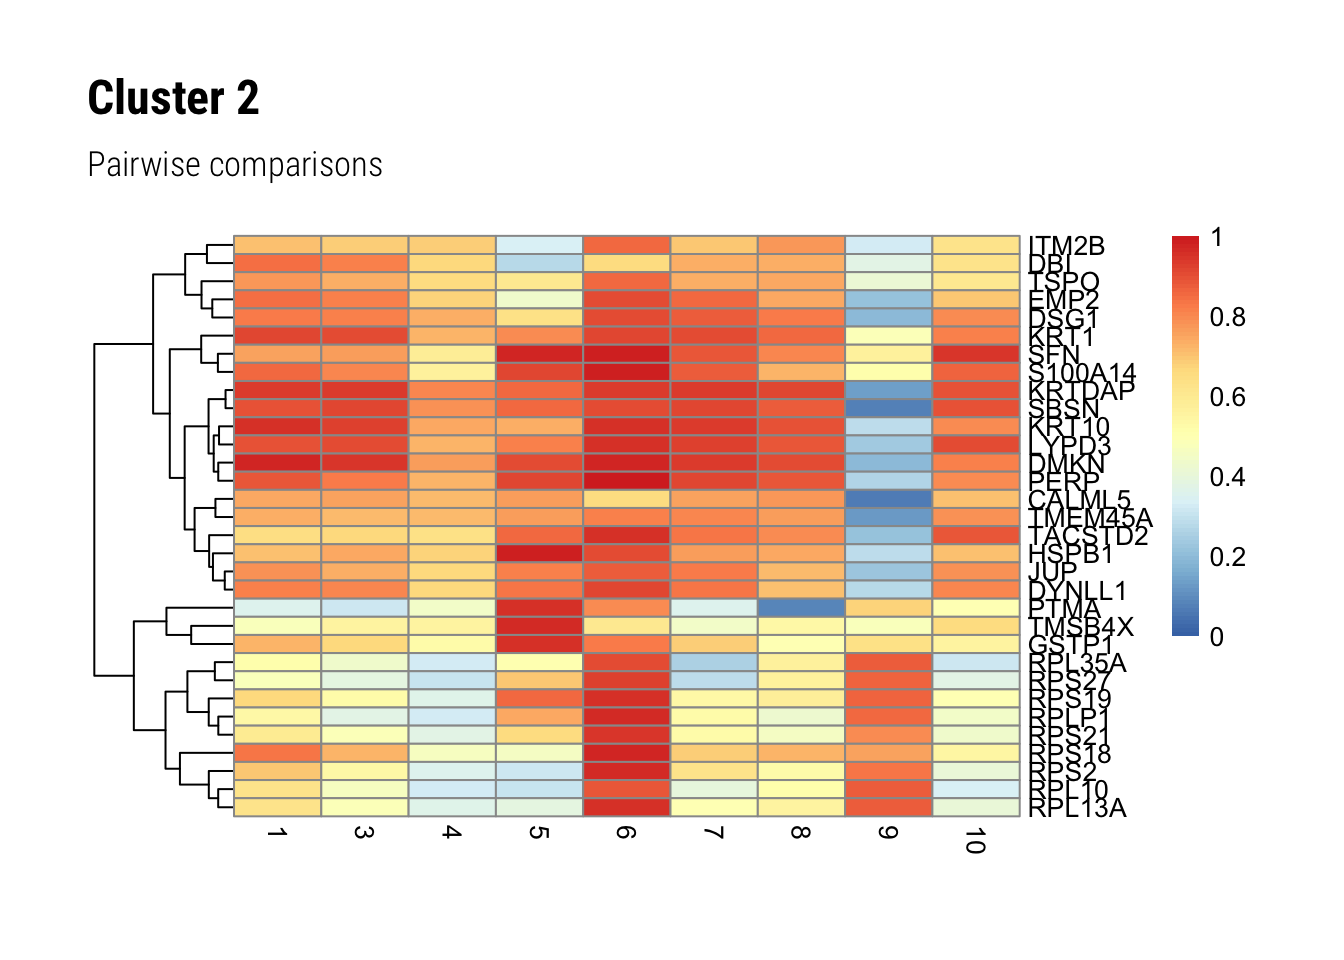 Cluster 2
Pairwise comparisons
ITM2B
DBI
TSPO
EMP2
DSG1
KRT1
SFN
S100A14
KRTDAP
SBSN
KRT10
LYPD3
DMKN
PERP
CALML5
TMEM45A
TACSTD2
HSPB1
JUP
DYNLL1
PTMA
TMSB4X
GSTP1
RPL35A
RPS27
RPS19
RPLP1
RPS21
RPS18
RPS2
RPL10
RPL13A
1 3 4 5 6 7 8 9 10
1
0.8
0.6
0.4
0.2
0